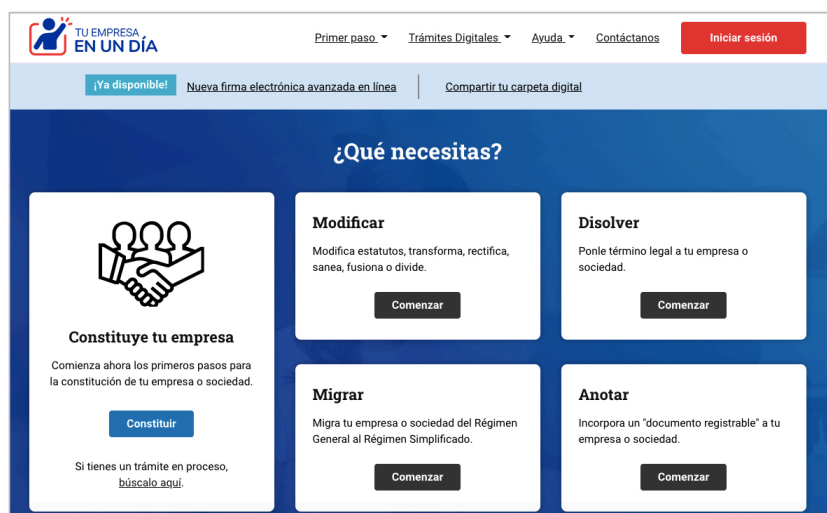 TU EMPRESA
EN UN DÍA
Primer paso
Trámites Digitales
Ayuda
Contáctanos
Iniciar sesión
¡Ya disponible!
Nueva firma electrónica avanzada en línea
Compartir tu carpeta digital
¿Qué necesitas?
Constituye tu empresa
Comienza ahora los primeros pasos para
la constitución de tu empresa o sociedad.
Constituir
Si tienes un trámite en proceso,
búscalo aquí.
Modificar
Modifica estatutos, transforma, rectifica,
sanea, fusiona o divide.
Comenzar
Disolver
Ponle término legal a tu empresa o
sociedad.
Comenzar
Migrar
Migra tu empresa o sociedad del Régimen
General al Régimen Simplificado.
Comenzar
Anotar
Incorpora un "documento registrable" a tu
empresa o sociedad.
Comenzar